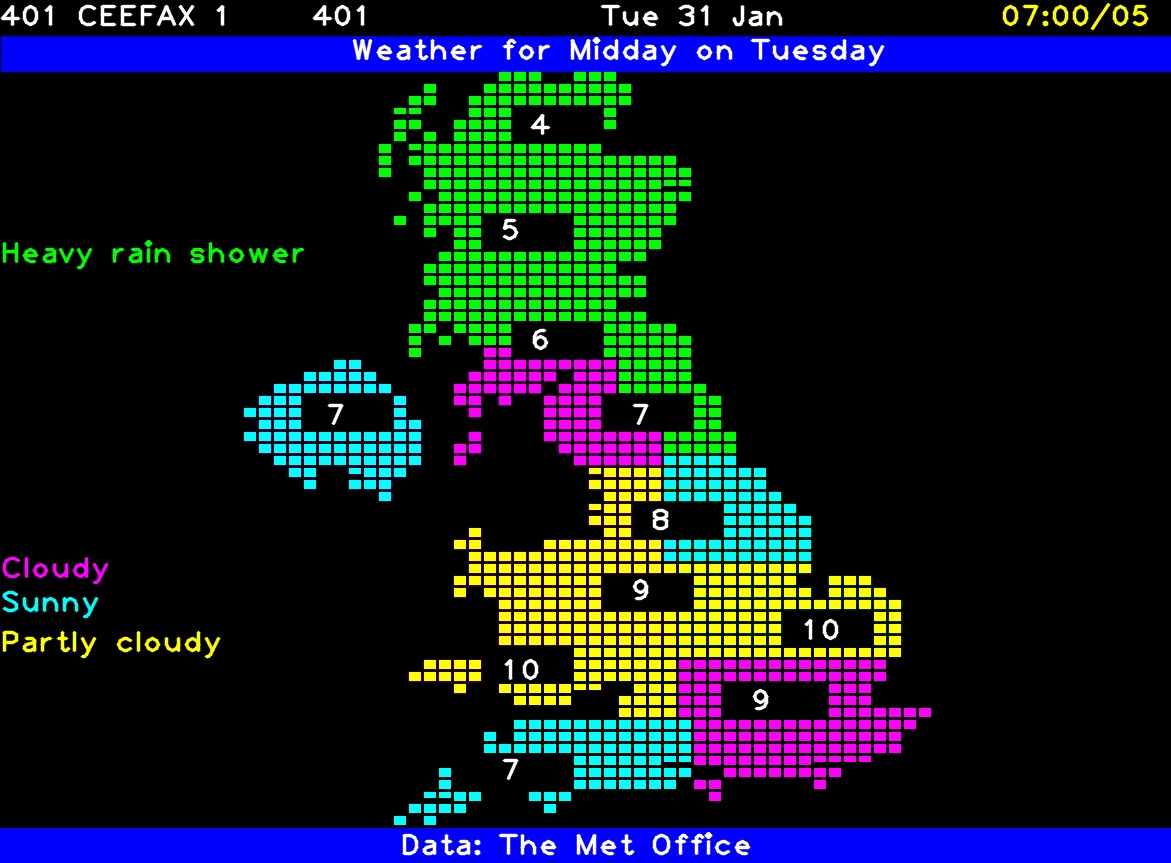 401 CEEFAX 1 401 Tue 31 Jan 07:00/05
Weather for Midday on Tuesday
4
5
Heavy rain shower
6
7 7
8
Cloudy
9
Sunny
10
Partly cloudy
10
9
7
Data: The Met Office